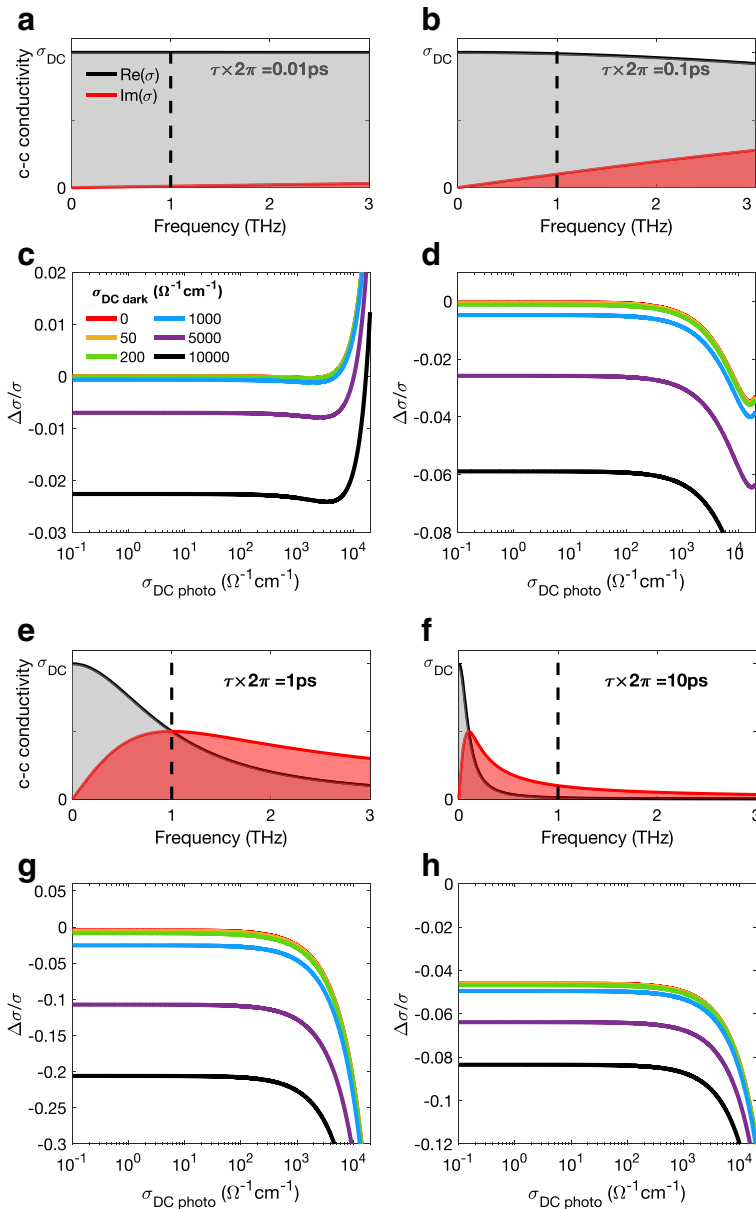 a
b
σDC
c-c conductivity
0
Re(σ)
Im(σ)
τ×2π =0.01ps
0 1 2 3
Frequency (THz)
σDC
0
τ×2π =0.1ps
0 1 2 3
Frequency (THz)
c
d
0.02
0.01
0
-0.01
-0.02
-0.03
Δσ/σ
σDC dark (Ω⁻¹cm⁻¹)
0 1000
50 5000
200 10000
10⁻¹ 10⁰ 10¹ 10² 10³ 10⁴
σDC photo (Ω⁻¹cm⁻¹)
0
-0.02
-0.04
-0.06
-0.08
Δσ/σ
10⁻¹ 10⁰ 10¹ 10² 10³
σDC photo (Ω⁻¹cm⁻¹)
e
f
σDC
c-c conductivity
0
τ×2π =1ps
0 1 2 3
Frequency (THz)
σDC
0
τ×2π =10ps
0 1 2 3
Frequency (THz)
g
h
0.05
0
-0.05
-0.1
-0.15
-0.2
-0.25
-0.3
Δσ/σ
10⁻¹ 10⁰ 10¹ 10² 10³ 10⁴
σDC photo (Ω⁻¹cm⁻¹)
0
-0.02
-0.04
-0.06
-0.08
-0.1
-0.12
Δσ/σ
10⁻¹ 10⁰ 10¹ 10² 10³ 10⁴
σDC photo (Ω⁻¹cm⁻¹)